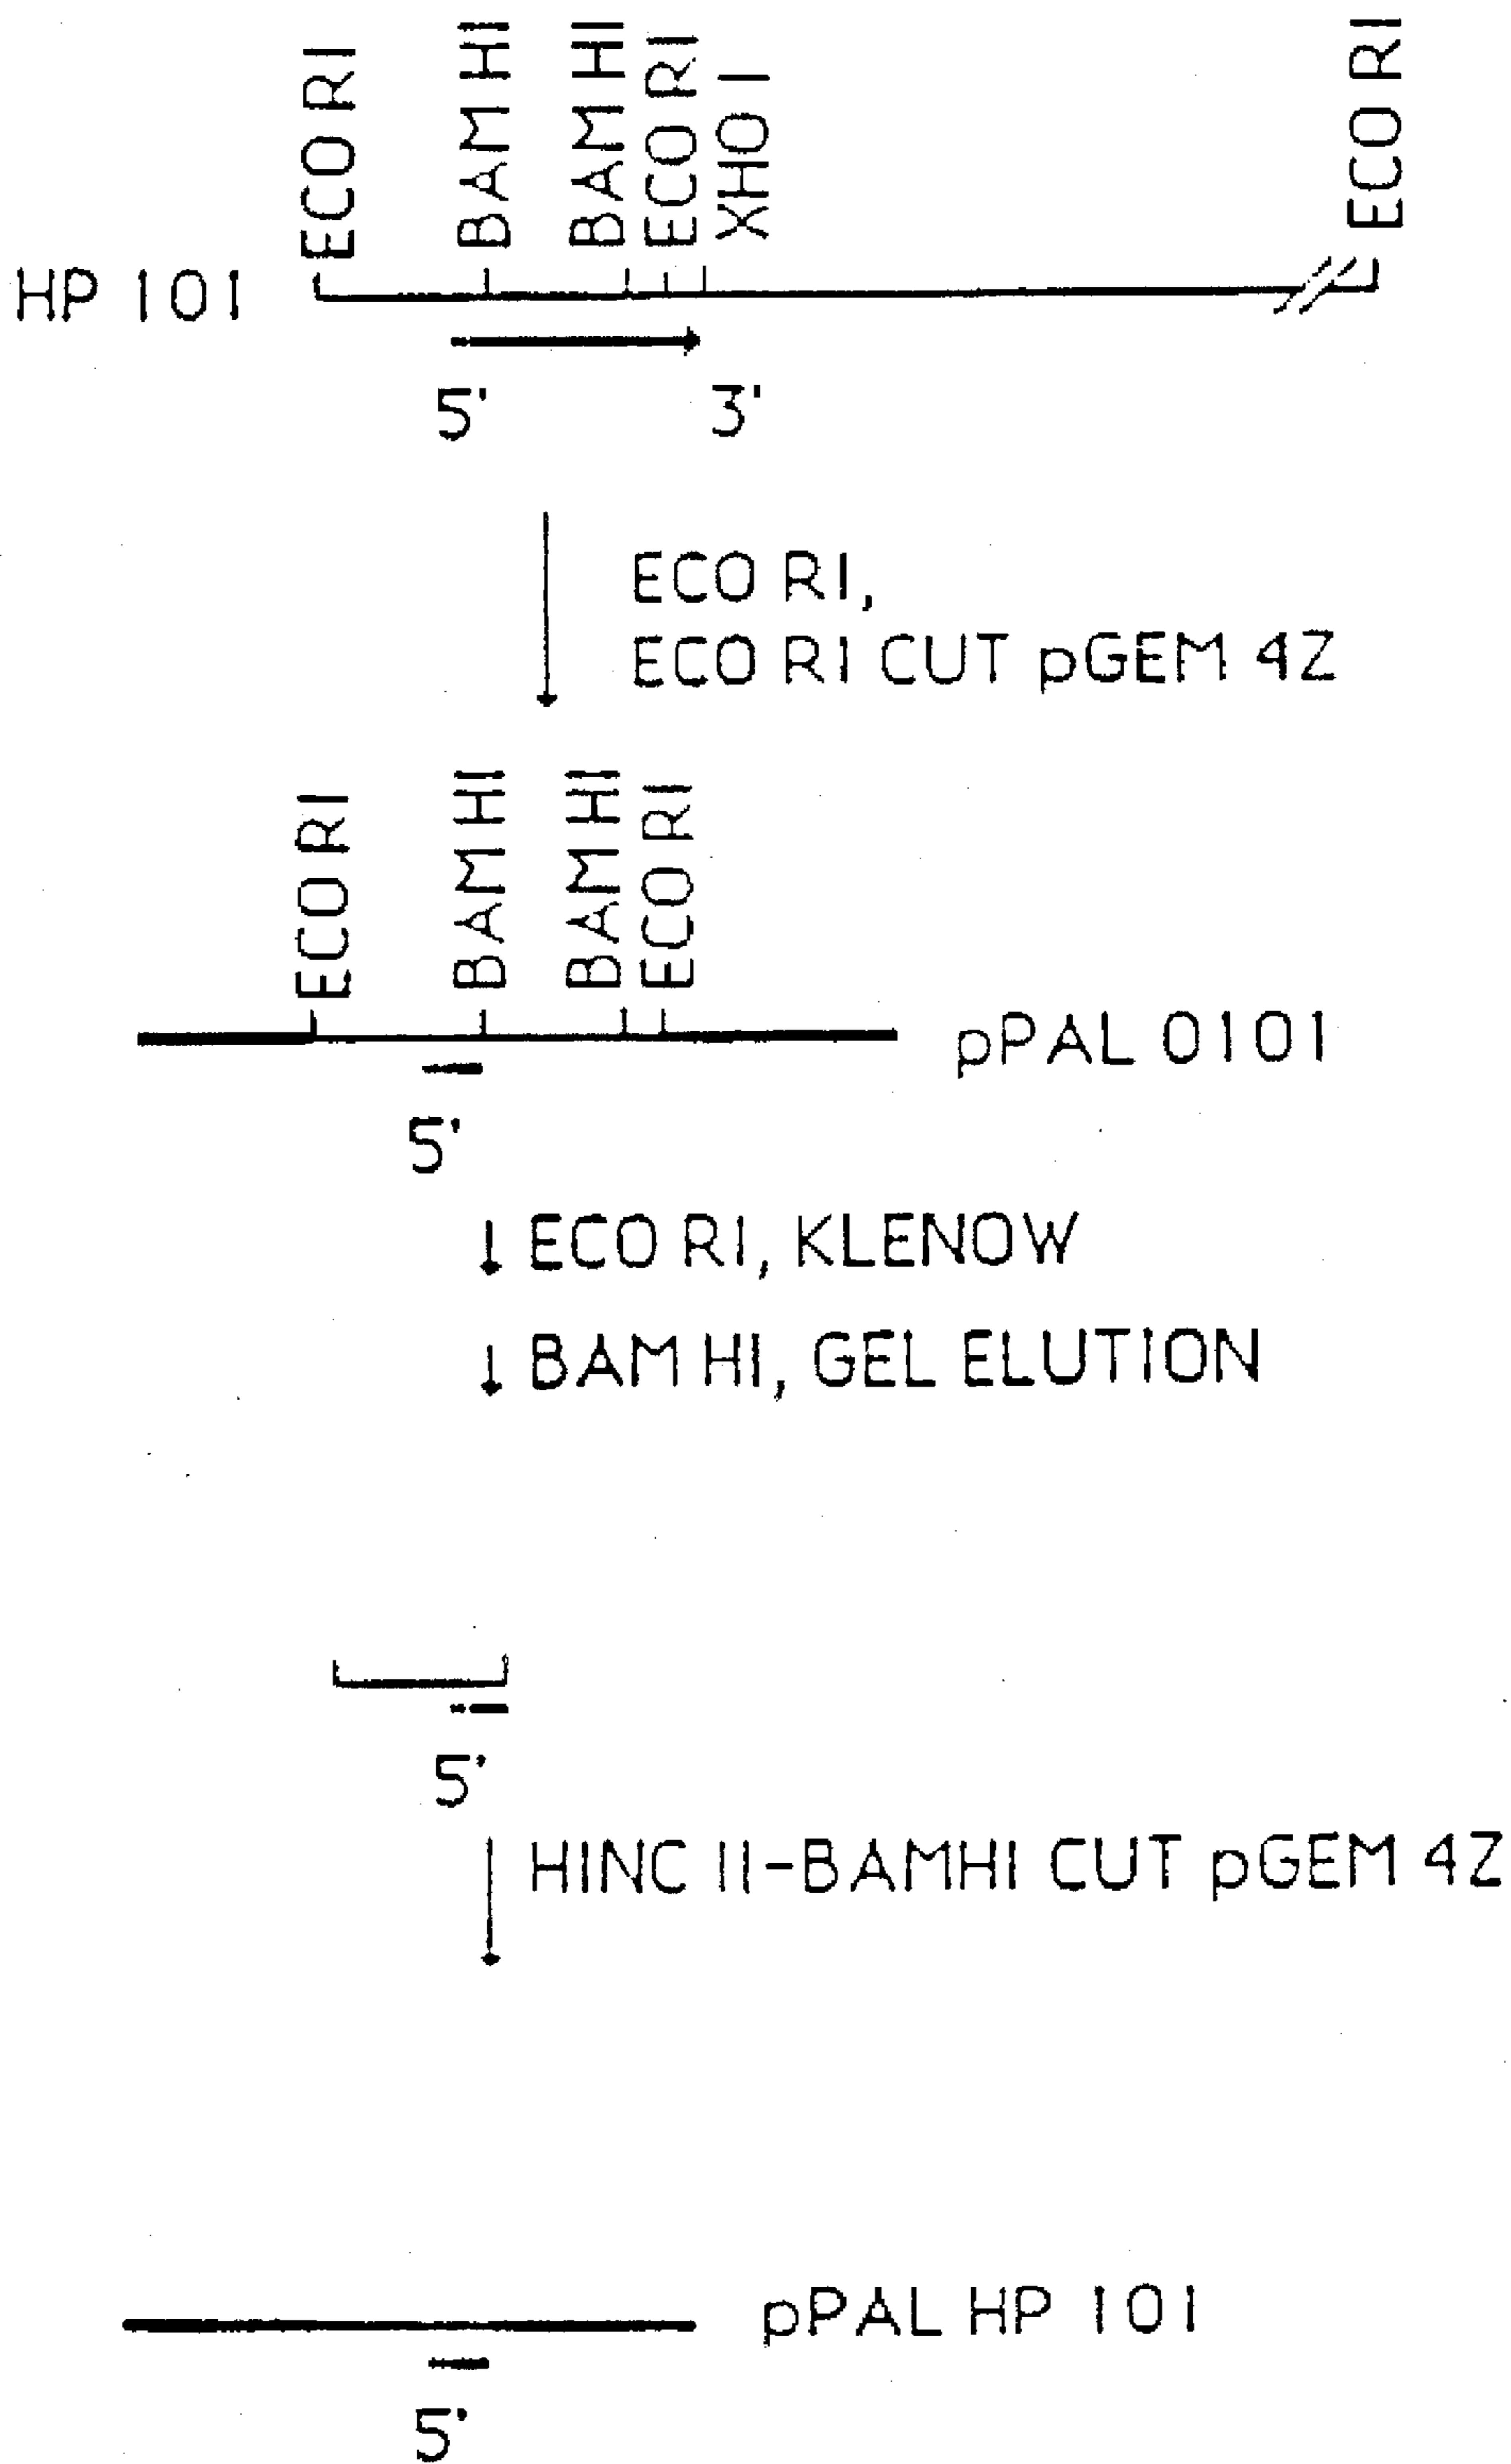 ECO RI
BAM HI
BAM HI
ECO RI
XHO I
ECO RI
HP 101
5' 3'
ECO RI,
ECO RI CUT pGEM 4Z
ECO RI
BAM HI
BAM HI
ECO RI
pPAL 0101
5'
ECO RI, KLENOW
BAM HI, GEL ELUTION
5'
HINC II-BAMHI CUT pGEM 4Z
pPAL HP 101
5'